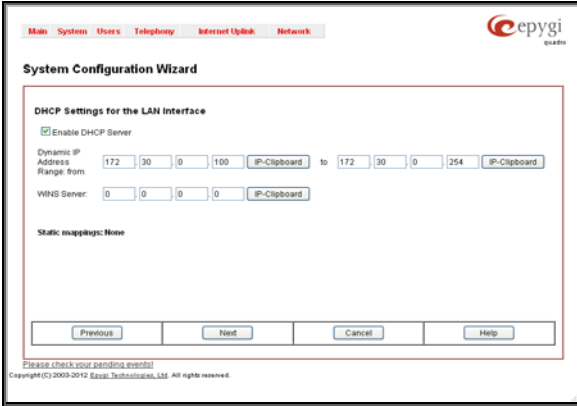 Main System Users Telephony Internet Uplink Network
epygi
quadro
System Configuration Wizard
DHCP Settings for the LAN Interface
Enable DHCP Server
Dynamic IP
Address
Range: from 172 . 30 . 0 . 100 IP-Clipboard to 172 . 30 . 0 . 254 IP-Clipboard
WINS Server: 0 . 0 . 0 . 0 IP-Clipboard
Static mappings: None
Previous Next Cancel Help
Please check your pending events!
Copyright (C) 2003-2012 Epygi Technologies, Ltd. All rights reserved.